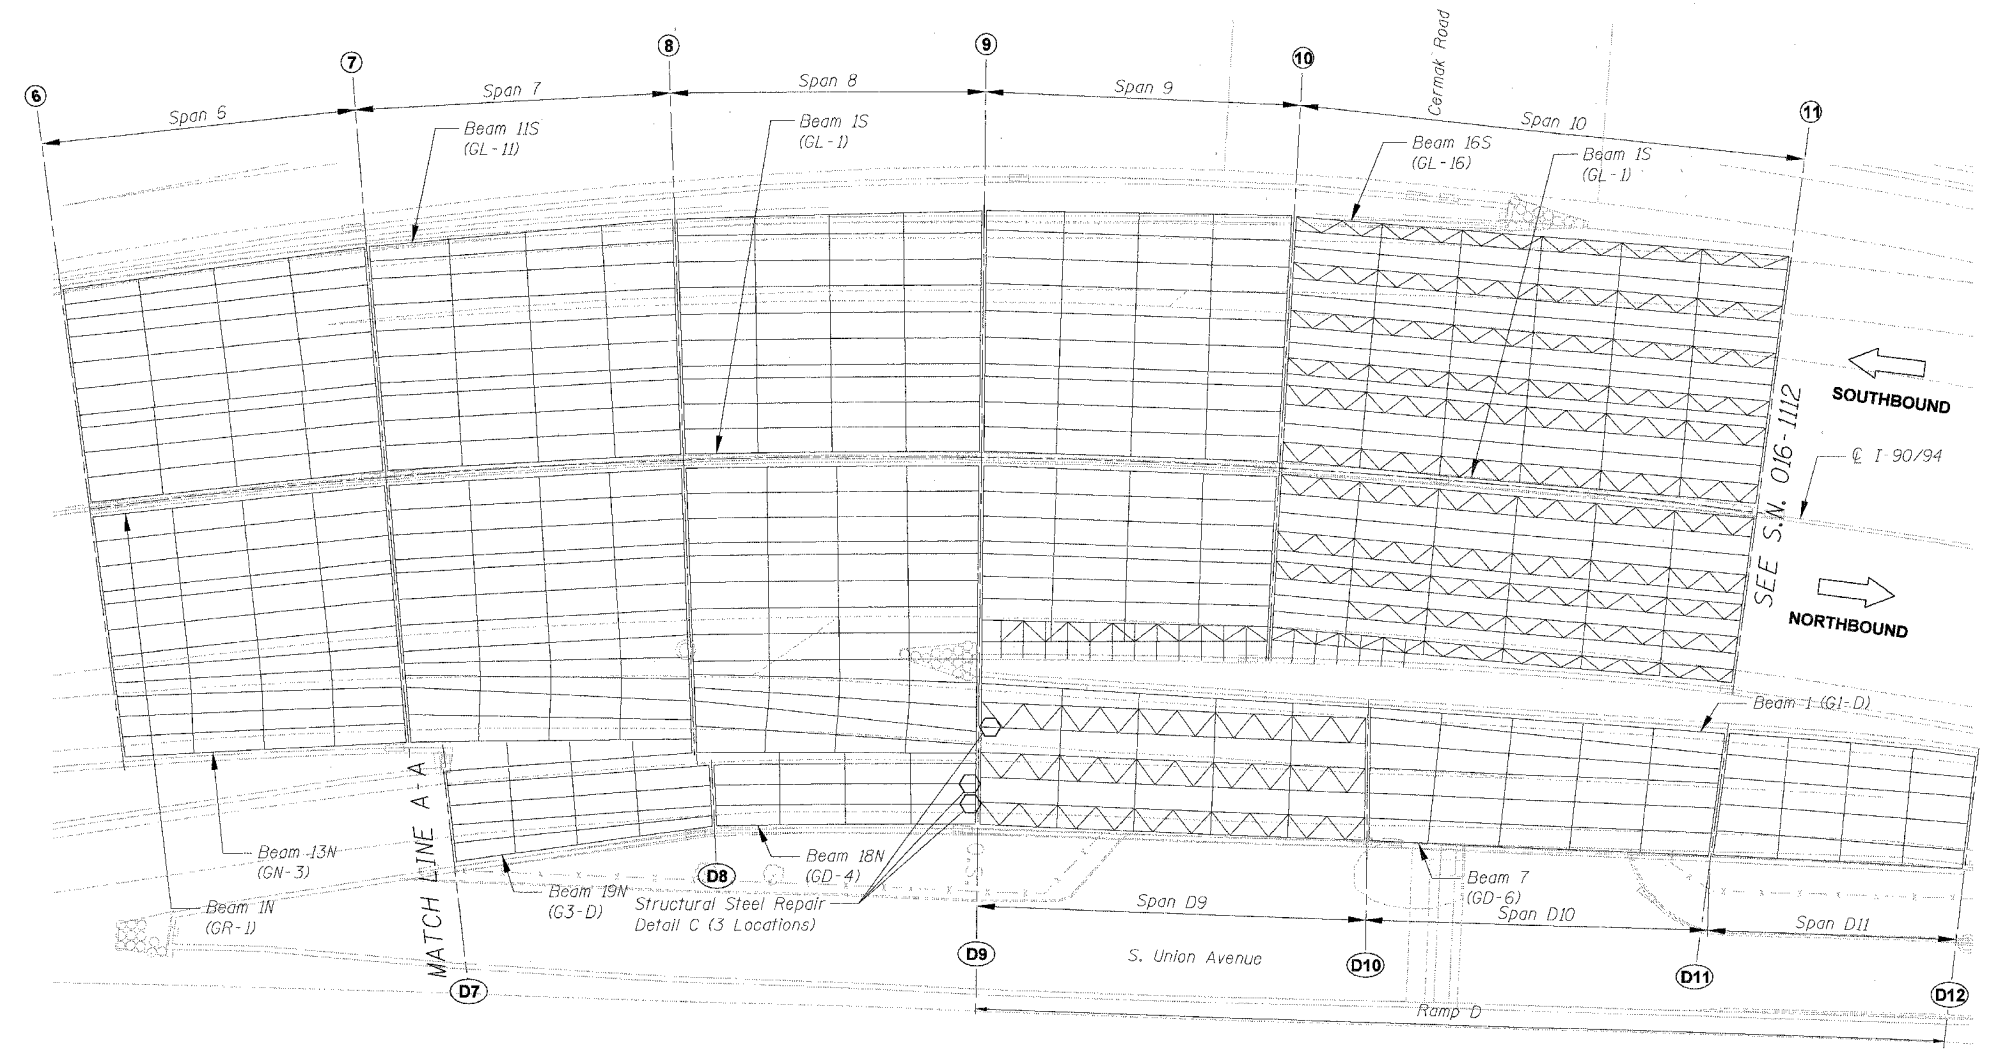 Cermak Road
6
7
8
9
10
11
Span 6
Span 7
Span 8
Span 9
Span 10
Beam 11S
(GL-11)
Beam 1S
(GL-1)
Beam 16S
(GL-16)
Beam 1S
(GL-1)
SOUTHBOUND
℄ I-90/94
SEE S.N. 016-1112
NORTHBOUND
Beam 1 (G1-D)
MATCH LINE A-A
Beam 13N
(GN-3)
Beam 1N
(GR-1)
Beam 19N
(G3-D)
D8
Beam 18N
(GD-4)
Structural Steel Repair
Detail C (3 Locations)
Beam 7
(GD-6)
Span D9
Span D10
Span D11
S. Union Avenue
D7
D9
D10
D11
D12
Ramp D